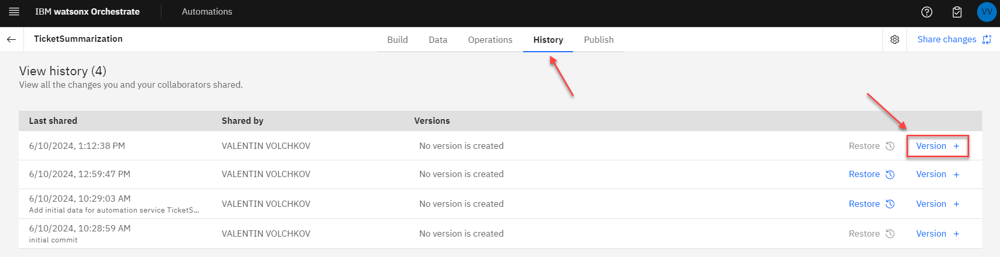 IBM watsonx Orchestrate Automations VV
TicketSummarization Build Data Operations History Publish Share changes
View history (4)
View all the changes you and your collaborators shared.
Last shared Shared by Versions
6/10/2024, 1:12:38 PM VALENTIN VOLCHKOV No version is created Restore Version +
6/10/2024, 12:59:47 PM VALENTIN VOLCHKOV No version is created Restore Version +
6/10/2024, 10:29:03 AM VALENTIN VOLCHKOV No version is created Restore Version +
Add initial data for automation service TicketS...
6/10/2024, 10:28:59 AM VALENTIN VOLCHKOV No version is created Restore Version +
initial commit